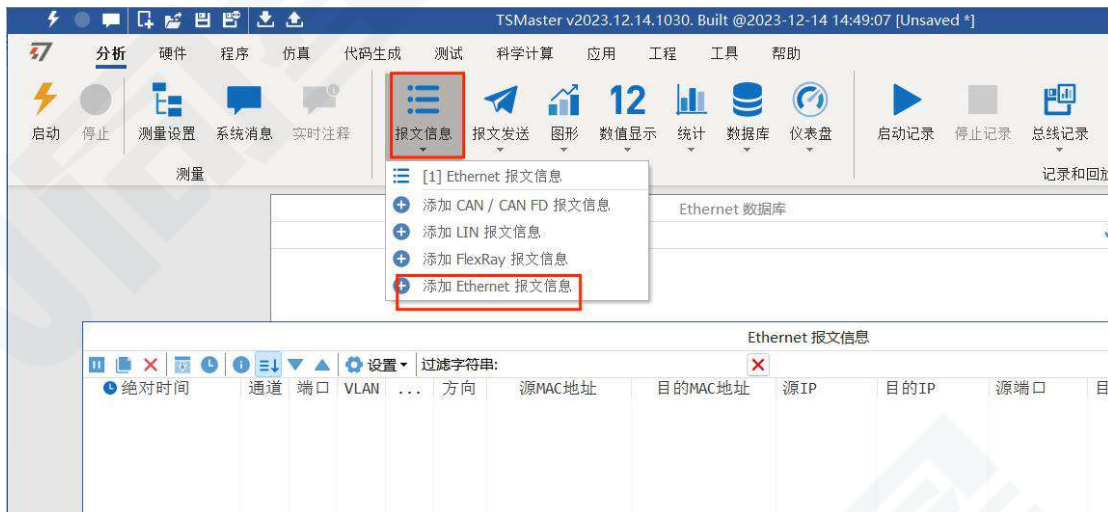 TSMaster v2023.12.14.1030. Built @2023-12-14 14:49:07 [Unsaved *]
分析 硬件 程序 仿真 代码生成 测试 科学计算 应用 工程 工具 帮助
12
启动 停止 测量设置 系统消息 实时注释 报文信息 报文发送 图形 数值显示 统计 数据库 仪表盘 启动记录 停止记录 总线记录
测量 记录和回放
[1] Ethernet 报文信息
添加 CAN / CAN FD 报文信息
Ethernet 数据库
添加 LIN 报文信息
添加 FlexRay 报文信息
添加 Ethernet 报文信息
Ethernet 报文信息
设置 过滤字符串:
绝对时间 通道 端口 VLAN ... 方向 源MAC地址 目的MAC地址 源IP 目的IP 源端口 目